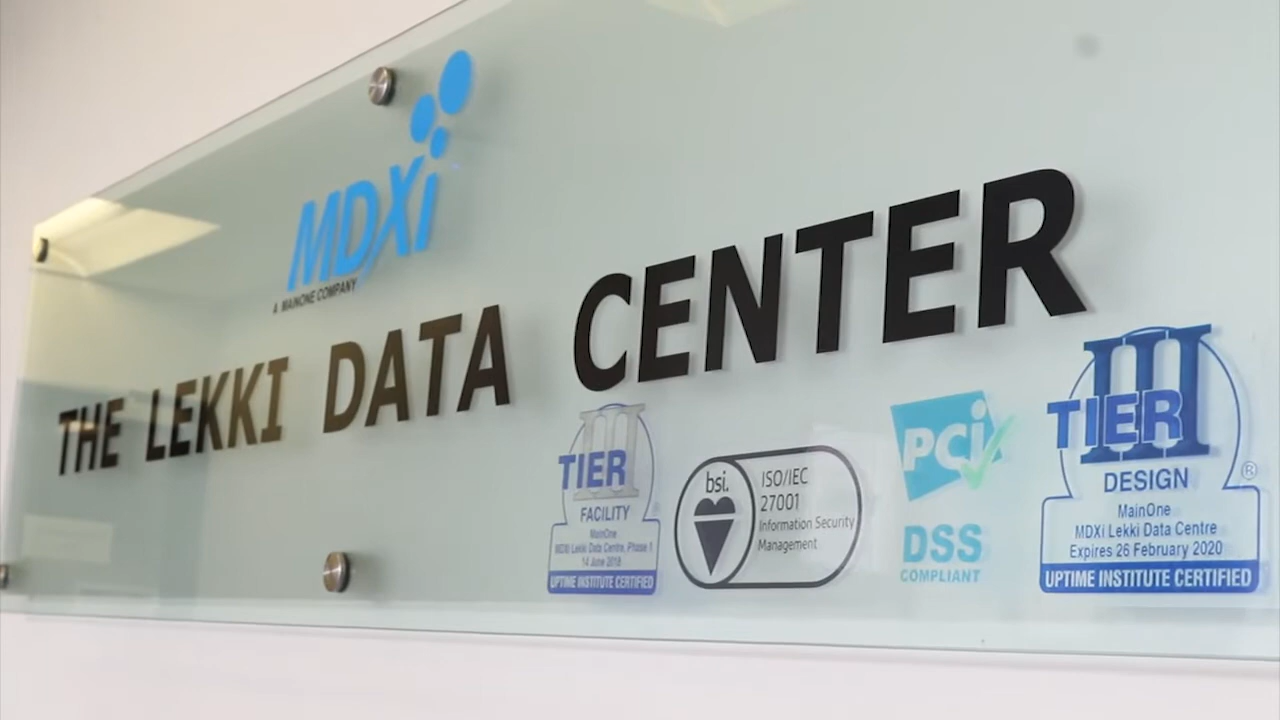 MDXi
A MAINONE COMPANY
THE LEKKI DATA CENTER
III
TIER
FACILITY
MainOne
MDXi Lekki Data Centre, Phase 1
14 June 2018
UPTIME INSTITUTE CERTIFIED
bsi.
ISO/IEC
27001
Information Security
Management
PCi
DSS
COMPLIANT
III
TIER
DESIGN
MainOne
MDXi Lekki Data Centre
Expires 26 February 2020
UPTIME INSTITUTE CERTIFIED
®